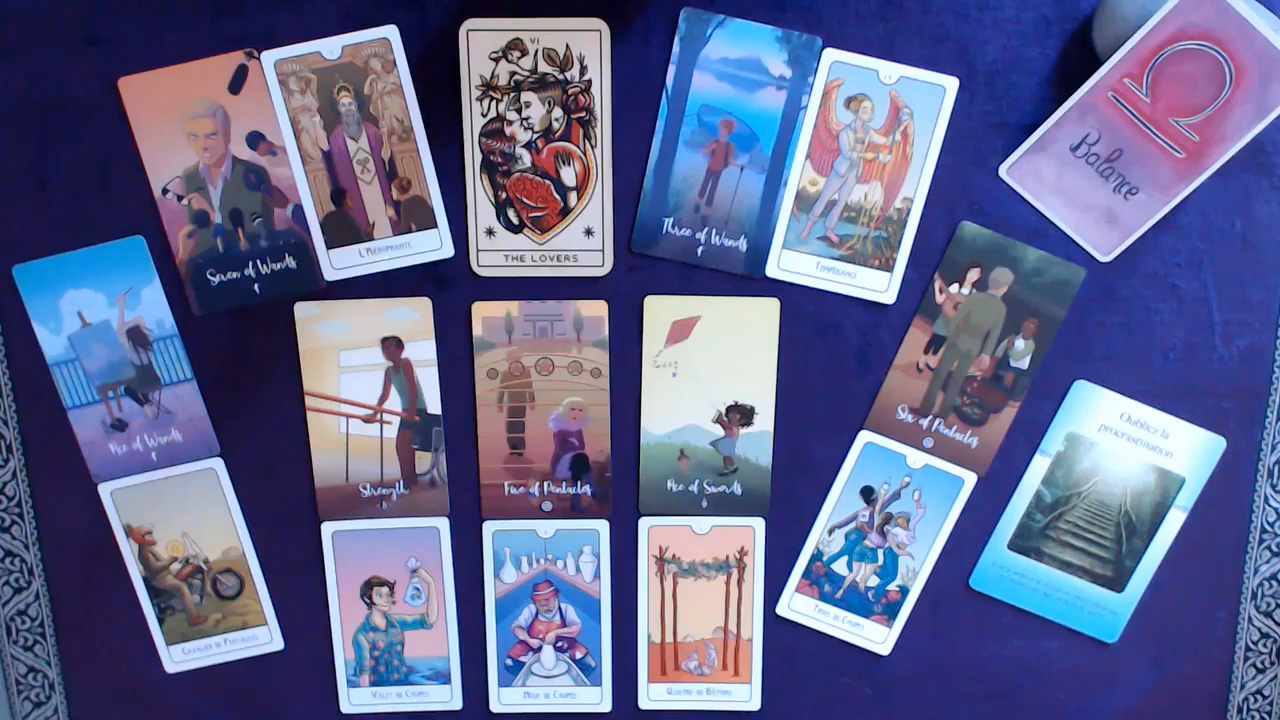 VI
THE LOVERS
Seven of Wands
L'Hierophante
Three of Wands
Temperance
Balance
Ace of Wands
Strength
Five of Pentacles
Ace of Swords
Six of Pentacles
Oubliez la
procrastination
Cavalier de Pentacles
Valet de Coupes
Neuf de Coupes
Quatre de Bâtons
Trois de Coupes